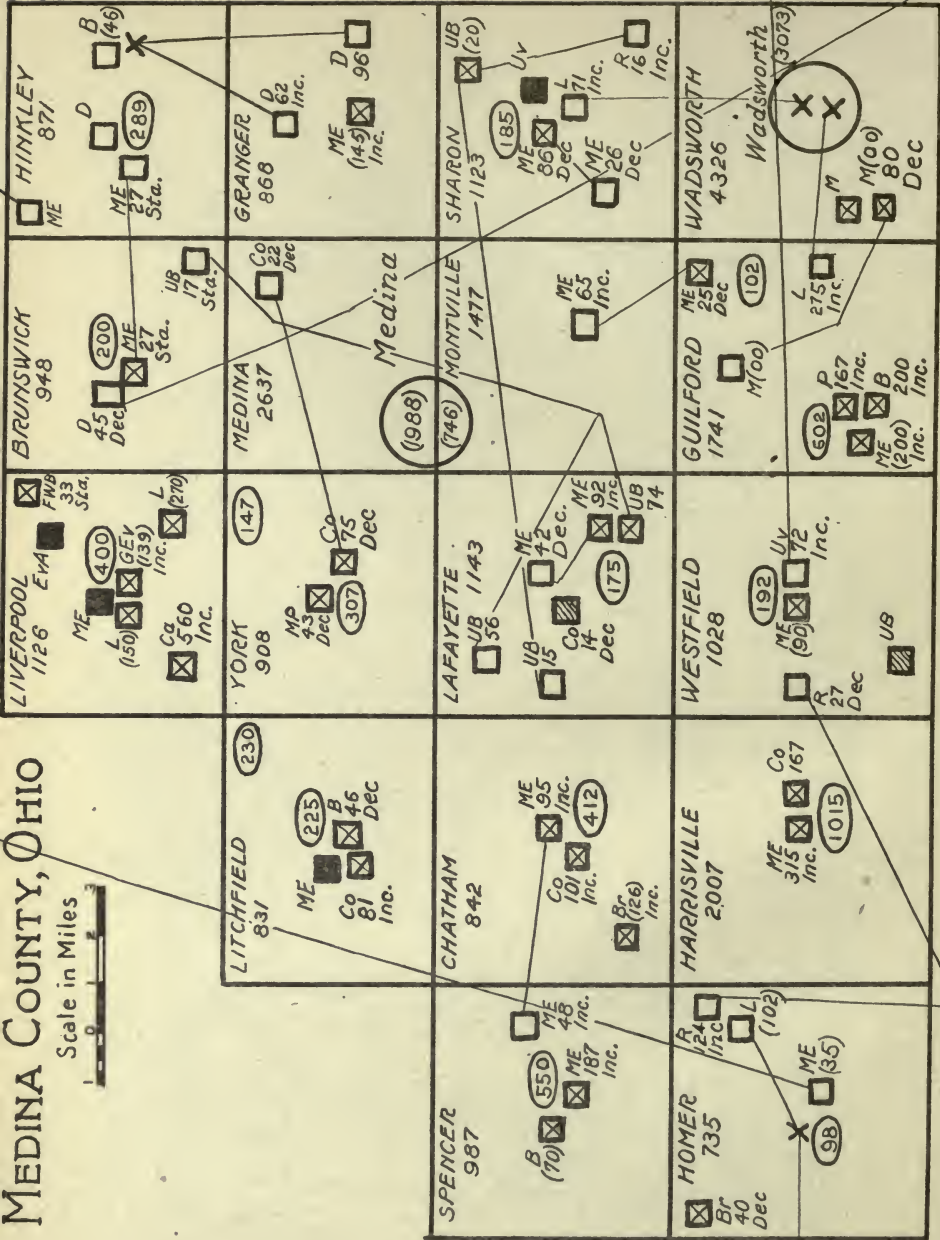 MEDINA COUNTY, OHIO
Scale in Miles
1 0 1 2 3
LIVERPOOL
1126
EvA
FWB
33
Sta.
ME
400
L
(150)
GEV
(139)
Inc.
L
(270)
Ca
560
Inc.
BRUNSWICK
948
D
45
Dec
200
ME
27
Sta.
UB
17
Sta.
HINKLEY
871
ME
D
B
(46)
289
ME
27
Sta.
LITCHFIELD
831
230
225
ME
B
46
Dec
Co
81
Inc.
YORK
908
147
MP
43
Dec
307
Co
75
Dec
MEDINA
2637
Co
22
Dec
Medina
(1988)
(746)
GRANGER
868
D
62
Inc.
ME
(145)
Inc.
D
96
SPENCER
987
B
(70)
550
ME
187
Inc.
ME
48
Inc.
CHATHAM
842
ME
95
Inc.
Co
101
Inc.
412
Br
(126)
Inc.
LAFAYETTE 1143
UB
56
UB
15
ME
42
Dec.
Co
14
Dec
175
ME
92
Inc.
UB
74
MONTVILLE
1477
ME
65
Inc.
SHARON
1123
UB
(20)
185
Uv
ME
86
Dec
L
71
Inc.
ME
26
Dec
R
16
Inc.
HOMER
735
Br
40
Dec
R
124
Inc
L
(102)
ME
(35)
98
HARRISVILLE
2007
ME
315
Inc.
Co
167
1015
WESTFIELD
1028
R
27
Dec
192
ME
(90)
Uv
72
Inc.
UB
GUILFORD
1741
ME
25
Dec
102
M(00)
L
275
Inc.
602
P
167
Inc.
ME
(200)
Inc.
B
200
Inc.
WADSWORTH
4326
Wadsworth
(3073)
M
M(00)
80
Dec